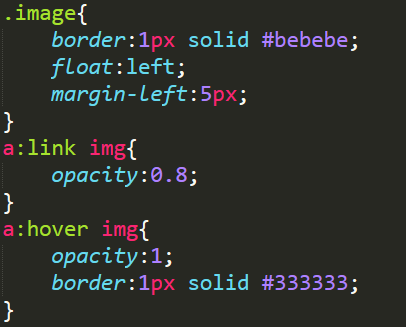 .image{
    border:1px solid #bebebe;
    float:left;
    margin-left:5px;
}
a:link img{
    opacity:0.8;
}
a:hover img{
    opacity:1;
    border:1px solid #333333;
}